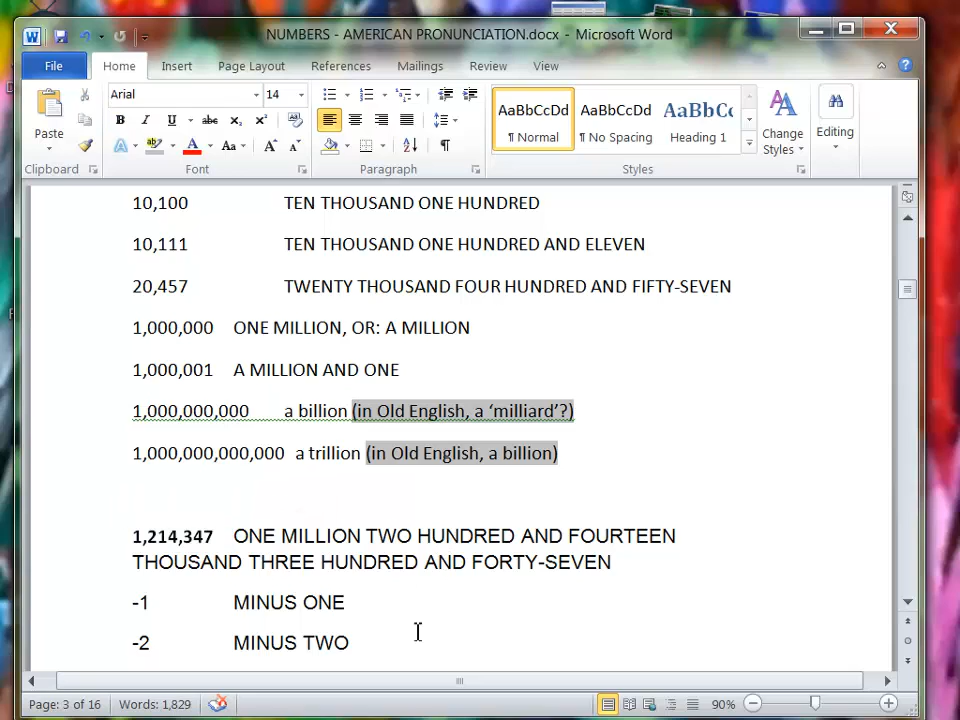 NUMBERS - AMERICAN PRONUNCIATION.docx - Microsoft Word
File Home Insert Page Layout References Mailings Review View
Paste
Arial 14
B I U abc x₂ x²
A ab A Aa A A
AaBbCcDd AaBbCcDd AaBbCc
¶ Normal ¶ No Spacing Heading 1
Change Styles
Editing
Clipboard Font Paragraph Styles
10,100 TEN THOUSAND ONE HUNDRED
10,111 TEN THOUSAND ONE HUNDRED AND ELEVEN
20,457 TWENTY THOUSAND FOUR HUNDRED AND FIFTY-SEVEN
1,000,000 ONE MILLION, OR: A MILLION
1,000,001 A MILLION AND ONE
1,000,000,000 a billion (in Old English, a ‘milliard’?)
1,000,000,000,000 a trillion (in Old English, a billion)
1,214,347 ONE MILLION TWO HUNDRED AND FOURTEEN
THOUSAND THREE HUNDRED AND FORTY-SEVEN
-1 MINUS ONE
-2 MINUS TWO
Page: 3 of 16 Words: 1,829 90%